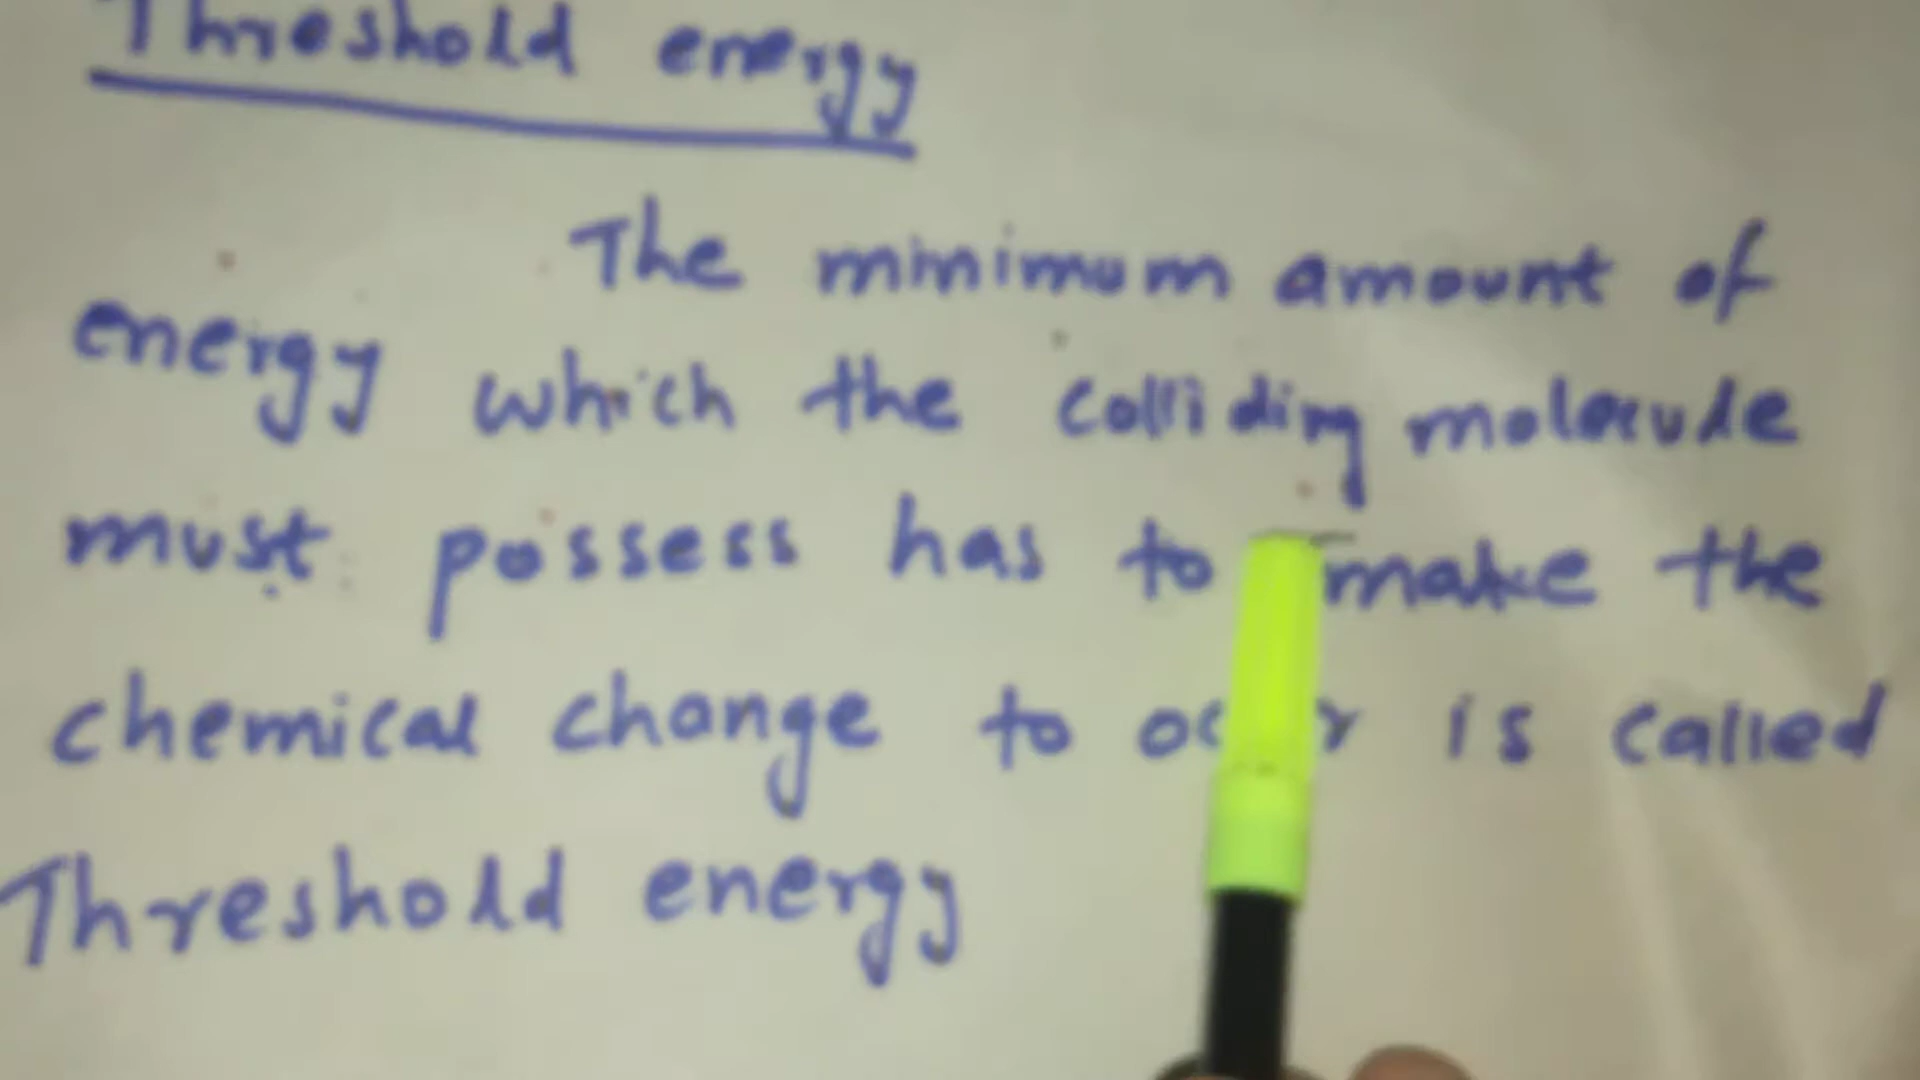 Threshold energy
The minimum amount of
energy which the colliding molecule
must possess has to make the
chemical change to is called
Threshold energy